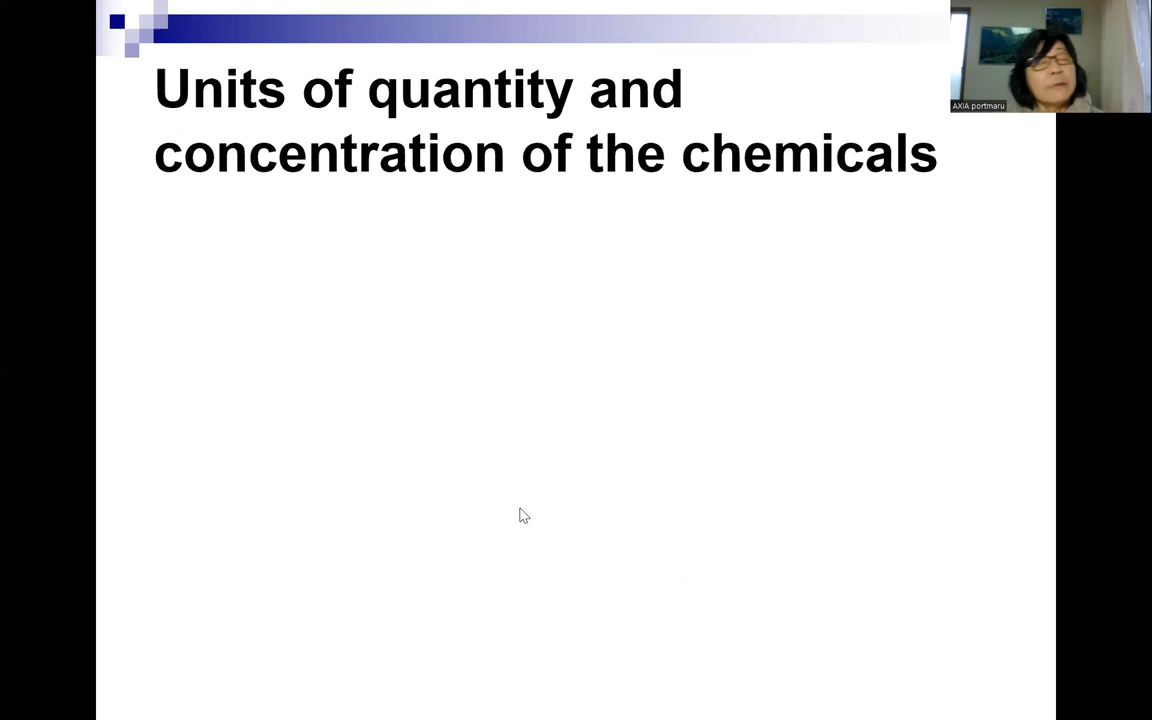 Units of quantity and
concentration of the chemicals
AXIA portmaru